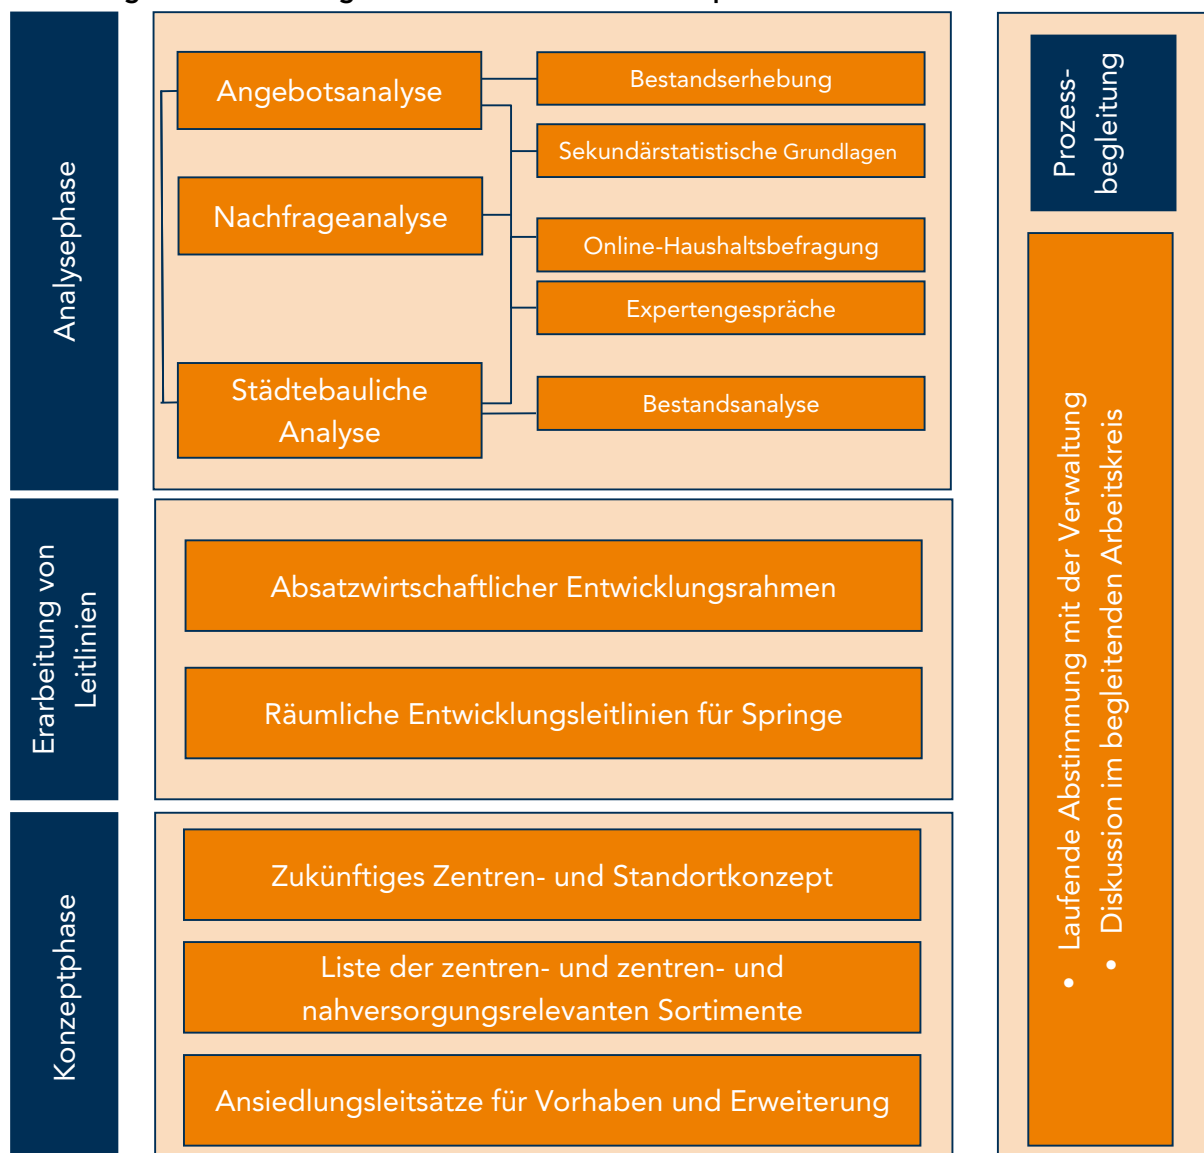 Analysephase
Angebotsanalyse
Nachfrageanalyse
Städtebauliche
Analyse
Bestandserhebung
Sekundärstatistische Grundlagen
Online-Haushaltsbefragung
Expertengespräche
Bestandsanalyse
Erarbeitung von
Leitlinien
Absatzwirtschaftlicher Entwicklungsrahmen
Räumliche Entwicklungsleitlinien für Springe
Konzeptphase
Zukünftiges Zentren- und Standortkonzept
Liste der zentren- und zentren- und
nahversorgungsrelevanten Sortimente
Ansiedlungsleitsätze für Vorhaben und Erweiterung
Prozess-
begleitung
• Laufende Abstimmung mit der Verwaltung
• Diskussion im begleitenden Arbeitskreis